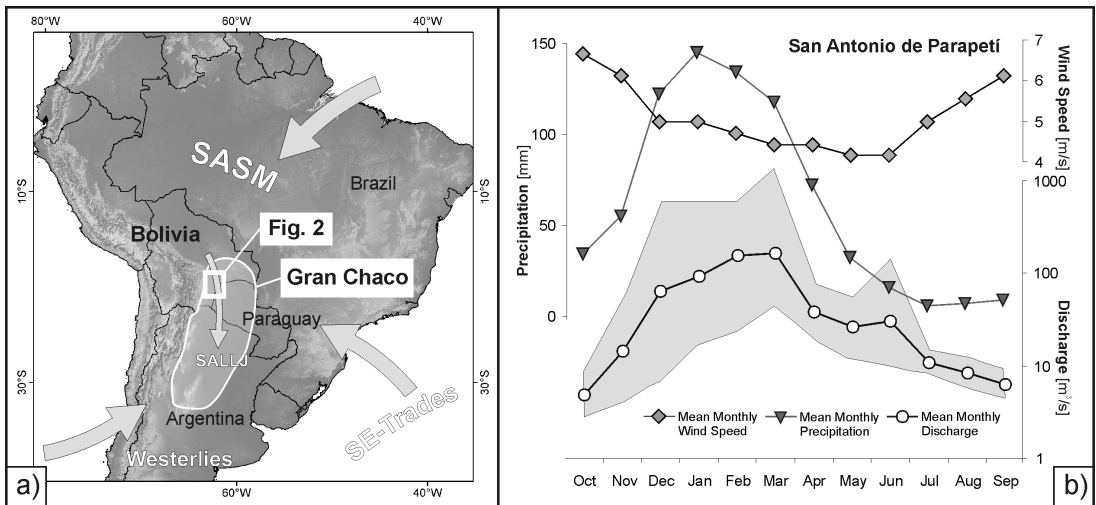 80°W
60°W
40°W
10°S
10°S
30°S
30°S
60°W
40°W
SASM
Brazil
Bolivia
Fig. 2
Gran Chaco
Paraguay
SALLJ
Argentina
SE-Trades
Westerlies
a)
San Antonio de Parapetí
150
100
50
0
Precipitation [mm]
7
6
5
4
Wind Speed [m/s]
1000
100
10
1
Discharge [m³/s]
Mean Monthly
Wind Speed
Mean Monthly
Precipitation
Mean Monthly
Discharge
Oct Nov Dec Jan Feb Mar Apr May Jun Jul Aug Sep
b)